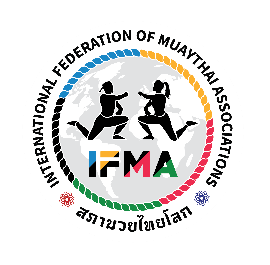 INTERNATIONAL FEDERATION OF MUAYTHAI ASSOCIATIONS
IFMA
สภามวยไทยโลก